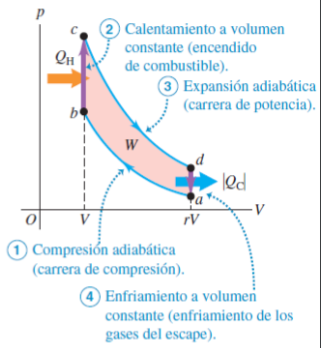 p
c
② Calentamiento a volumen
constante (encendido
de combustible).
Q_H
③ Expansión adiabática
(carrera de potencia).
b
W
d
|Q_C|
a
O
V
rV
V
① Compresión adiabática
(carrera de compresión).
④ Enfriamiento a volumen
constante (enfriamiento de los
gases del escape).